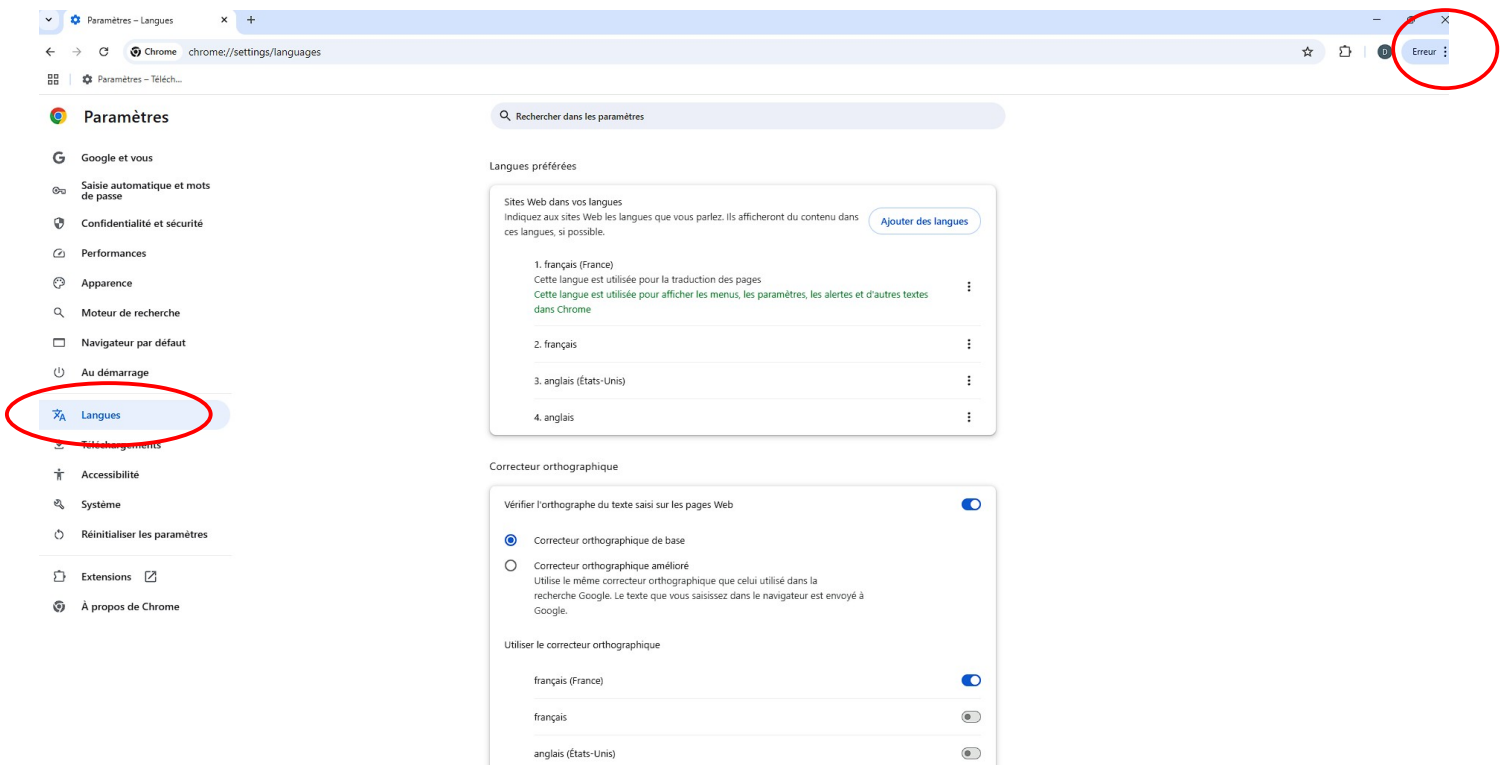 Paramètres – Langues
Chrome chrome://settings/languages
D
Erreur
Paramètres – Téléch...
Paramètres
Rechercher dans les paramètres
Google et vous
Saisie automatique et mots
de passe
Confidentialité et sécurité
Performances
Apparence
Moteur de recherche
Navigateur par défaut
Au démarrage
Langues
Téléchargements
Accessibilité
Système
Réinitialiser les paramètres
Extensions
À propos de Chrome
Langues préférées
Sites Web dans vos langues
Indiquez aux sites Web les langues que vous parlez. Ils afficheront du contenu dans
ces langues, si possible.
Ajouter des langues
1. français (France)
Cette langue est utilisée pour la traduction des pages
Cette langue est utilisée pour afficher les menus, les paramètres, les alertes et d'autres textes
dans Chrome
2. français
3. anglais (États-Unis)
4. anglais
Correcteur orthographique
Vérifier l'orthographe du texte saisi sur les pages Web
Correcteur orthographique de base
Correcteur orthographique amélioré
Utilise le même correcteur orthographique que celui utilisé dans la
recherche Google. Le texte que vous saisissez dans le navigateur est envoyé à
Google.
Utiliser le correcteur orthographique
français (France)
français
anglais (États-Unis)